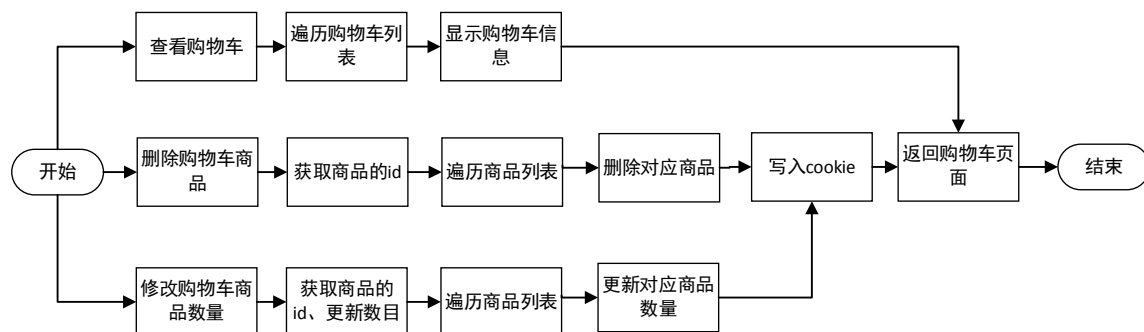 查看购物车
遍历购物车列
表
显示购物车信
息
开始
删除购物车商
品
获取商品的id
遍历商品列表
删除对应商品
写入cookie
返回购物车页
面
结束
修改购物车商
品数量
获取商品的
id、更新数目
遍历商品列表
更新对应商品
数量